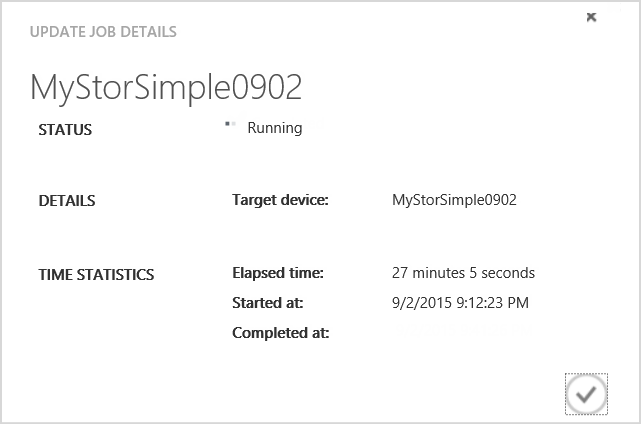 UPDATE JOB DETAILS
MyStorSimple0902
STATUS Running
DETAILS Target device: MyStorSimple0902
TIME STATISTICS Elapsed time: 27 minutes 5 seconds
Started at: 9/2/2015 9:12:23 PM
Completed at: